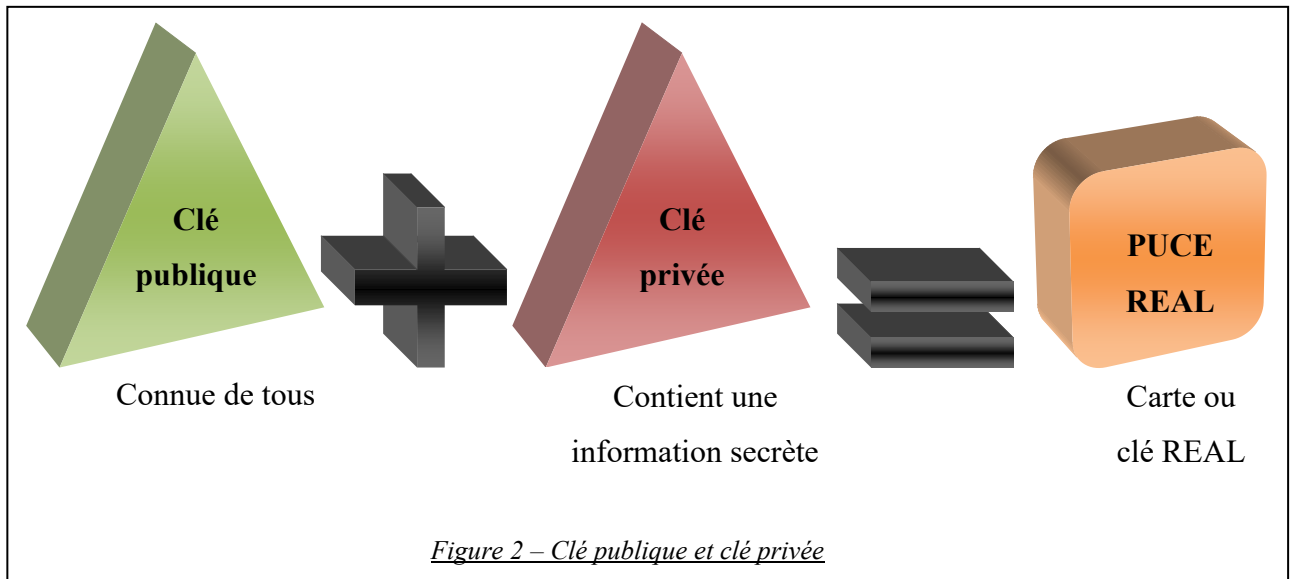 Clé
publique
Clé
privée
PUCE
REAL
Connue de tous
Contient une
information secrète
Carte ou
clé REAL
Figure 2 – Clé publique et clé privée